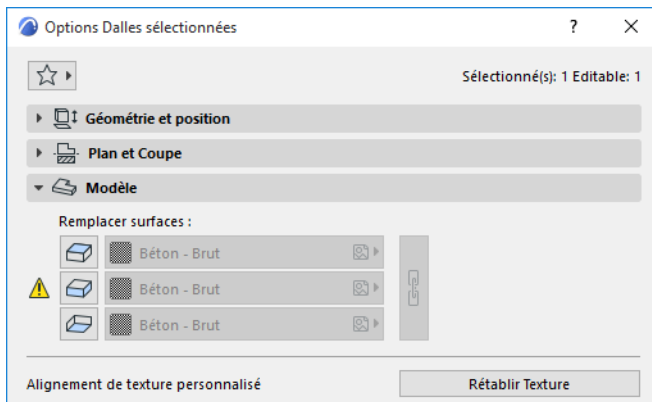 Options Dalles sélectionnées
?
Sélectionné(s): 1 Editable: 1
Géométrie et position
Plan et Coupe
Modèle
Remplacer surfaces :
Béton - Brut
Béton - Brut
Béton - Brut
Alignement de texture personnalisé
Rétablir Texture